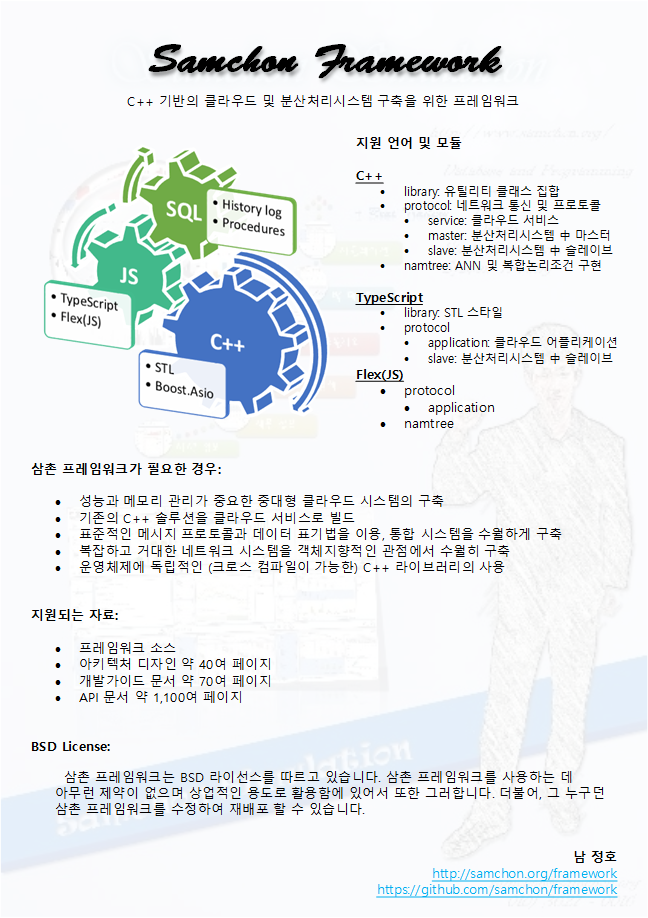 Samchon Framework
C++ 기반의 클라우드 및 분산처리시스템 구축을 위한 프레임워크
SQL
• History log
• Procedures
JS
• TypeScript
• Flex(JS)
C++
• STL
• Boost.Asio
지원 언어 및 모듈
C++
• library: 유틸리티 클래스 집합
• protocol: 네트워크 통신 및 프로토콜
• service: 클라우드 서비스
• master: 분산처리시스템 中 마스터
• slave: 분산처리시스템 中 슬레이브
• namtree: ANN 및 복합논리조건 구현
TypeScript
• library: STL 스타일
• protocol
• application: 클라우드 어플리케이션
• slave: 분산처리시스템 中 슬레이브
Flex(JS)
• protocol
• application
• namtree
삼촌 프레임워크가 필요한 경우:
• 성능과 메모리 관리가 중요한 중대형 클라우드 시스템의 구축
• 기존의 C++ 솔루션을 클라우드 서비스로 빌드
• 표준적인 메시지 프로토콜과 데이터 표기법을 이용, 통합 시스템을 수월하게 구축
• 복잡하고 거대한 네트워크 시스템을 객체지향적인 관점에서 수월히 구축
• 운영체제에 독립적인 (크로스 컴파일이 가능한) C++ 라이브러리의 사용
지원되는 자료:
• 프레임워크 소스
• 아키텍처 디자인 약 40여 페이지
• 개발가이드 문서 약 70여 페이지
• API 문서 약 1,100여 페이지
BSD License:
삼촌 프레임워크는 BSD 라이선스를 따르고 있습니다. 삼촌 프레임워크를 사용하는 데
아무런 제약이 없으며 상업적인 용도로 활용함에 있어서 또한 그러합니다. 더불어, 그 누구던
삼촌 프레임워크를 수정하여 재배포 할 수 있습니다.
남 정호
http://samchon.org/framework
https://github.com/samchon/framework